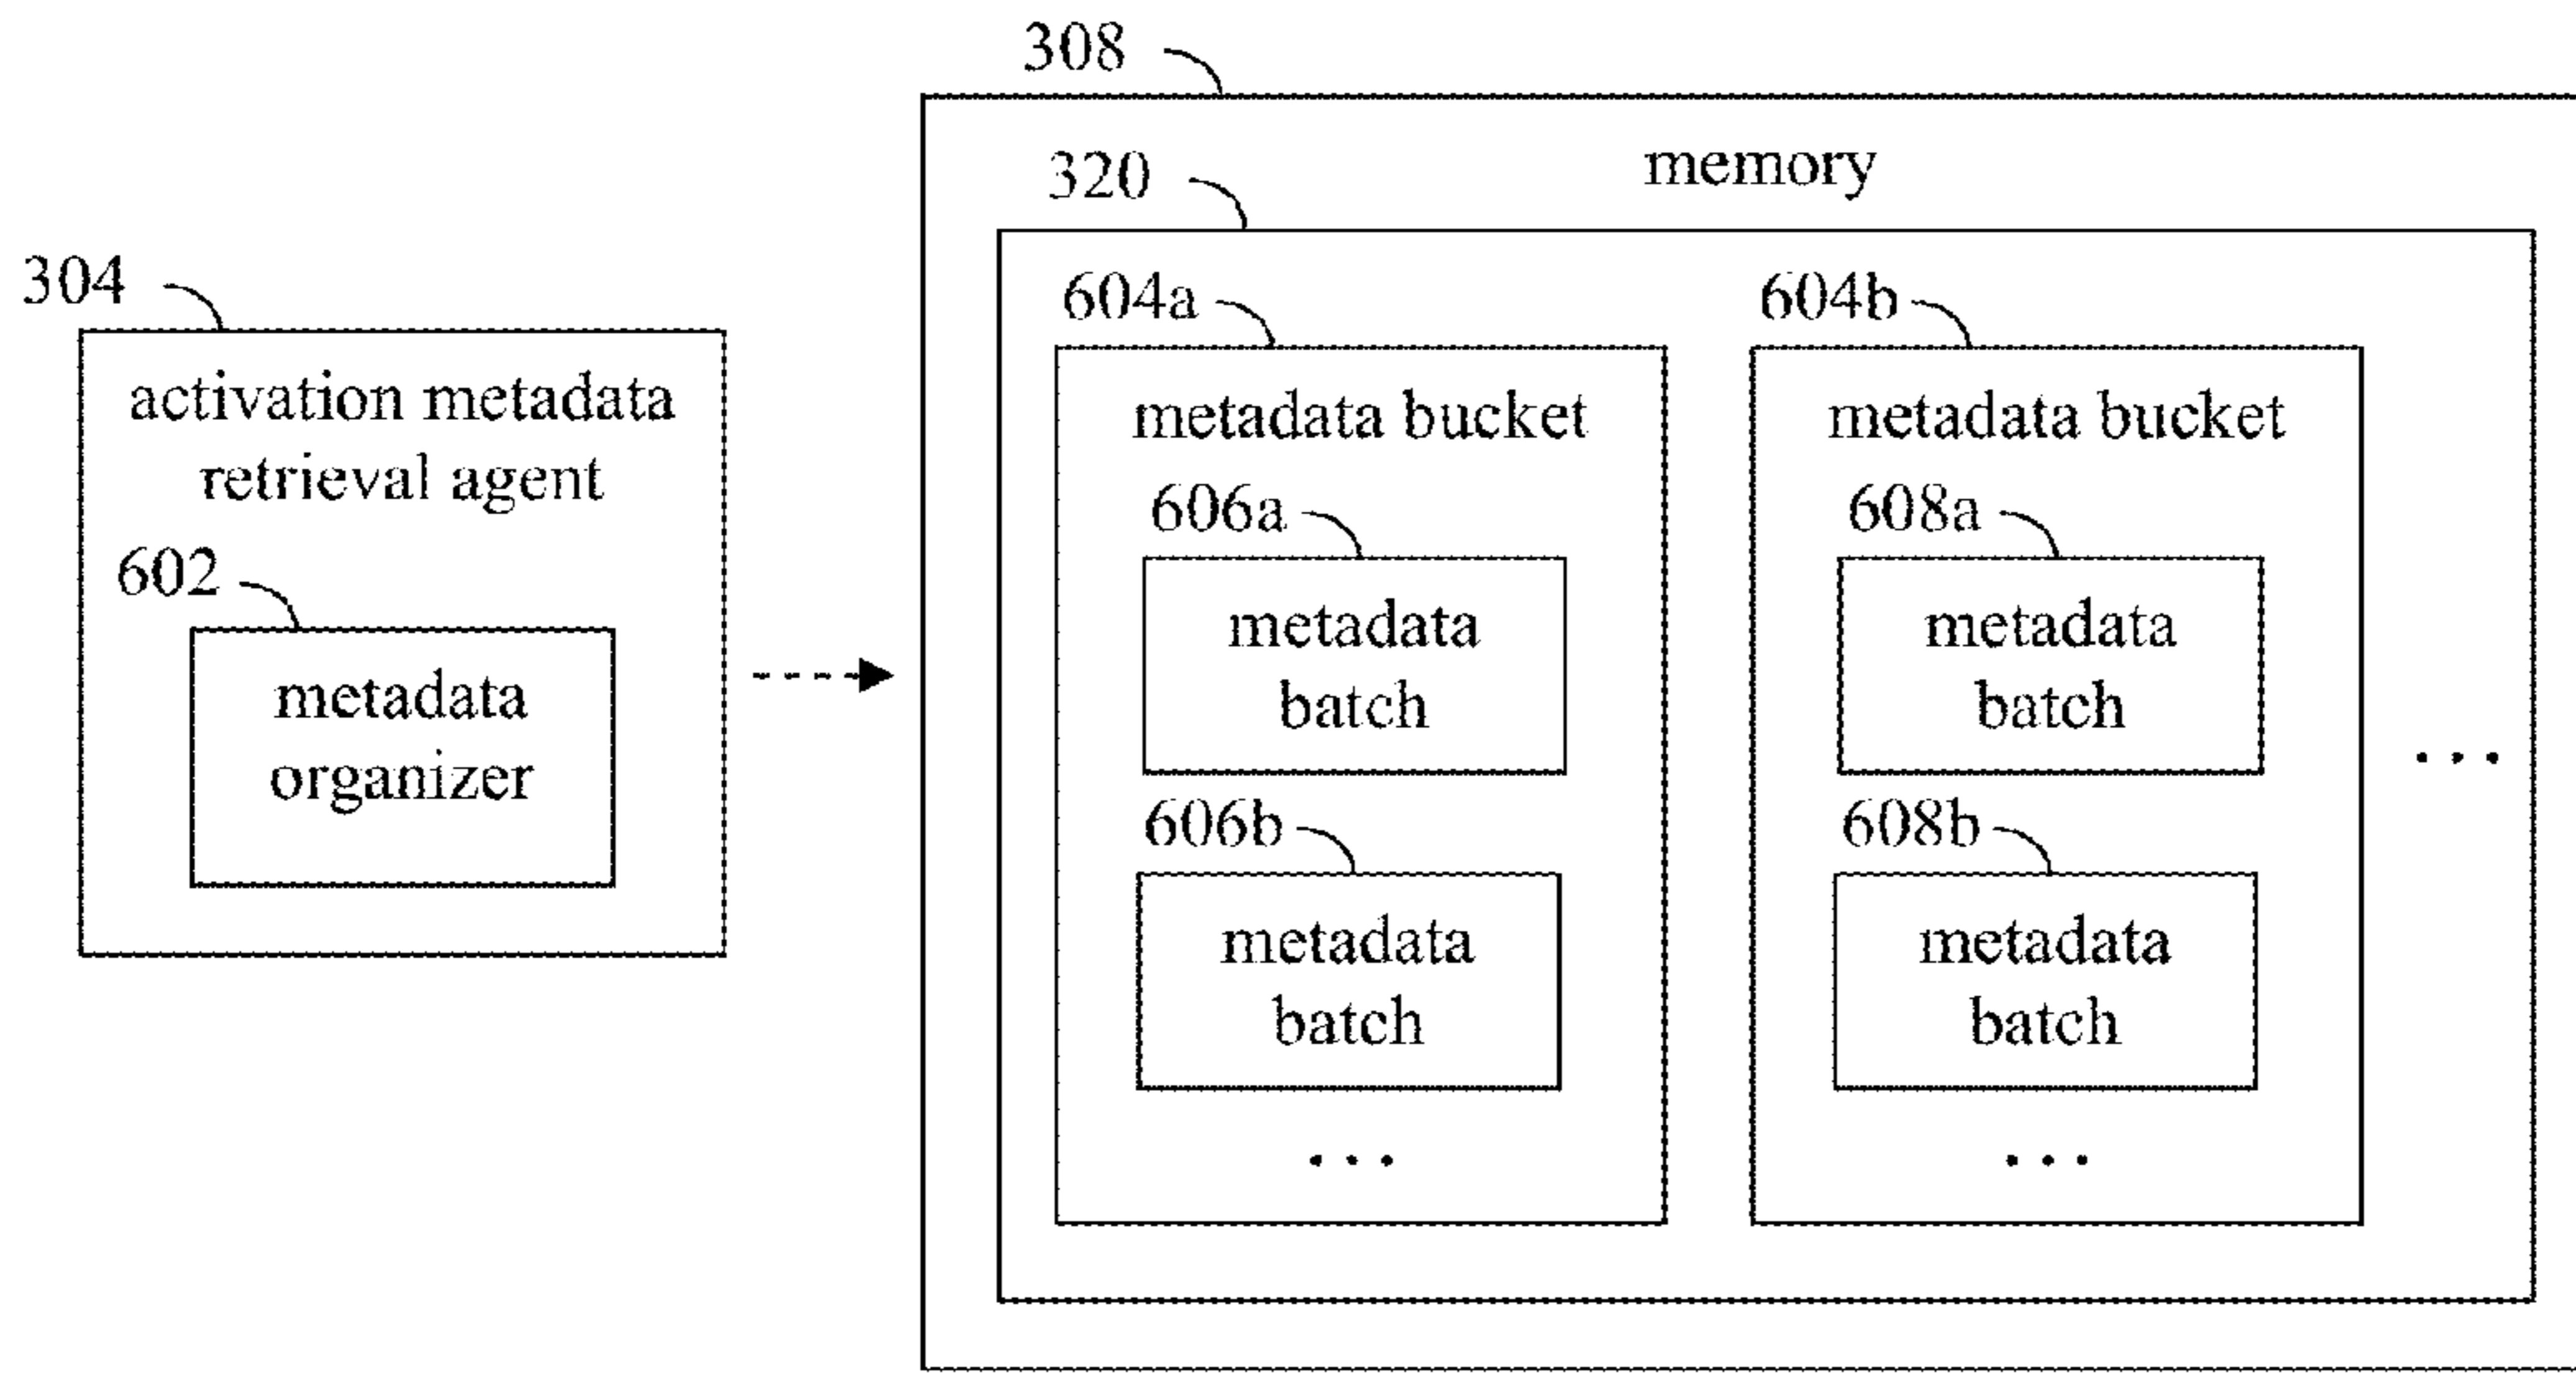 308
memory
320
304
activation metadata
retrieval agent
602
metadata
organizer
604a
metadata bucket
606a
metadata
batch
606b
metadata
batch
...
604b
metadata bucket
608a
metadata
batch
608b
metadata
batch
...
...